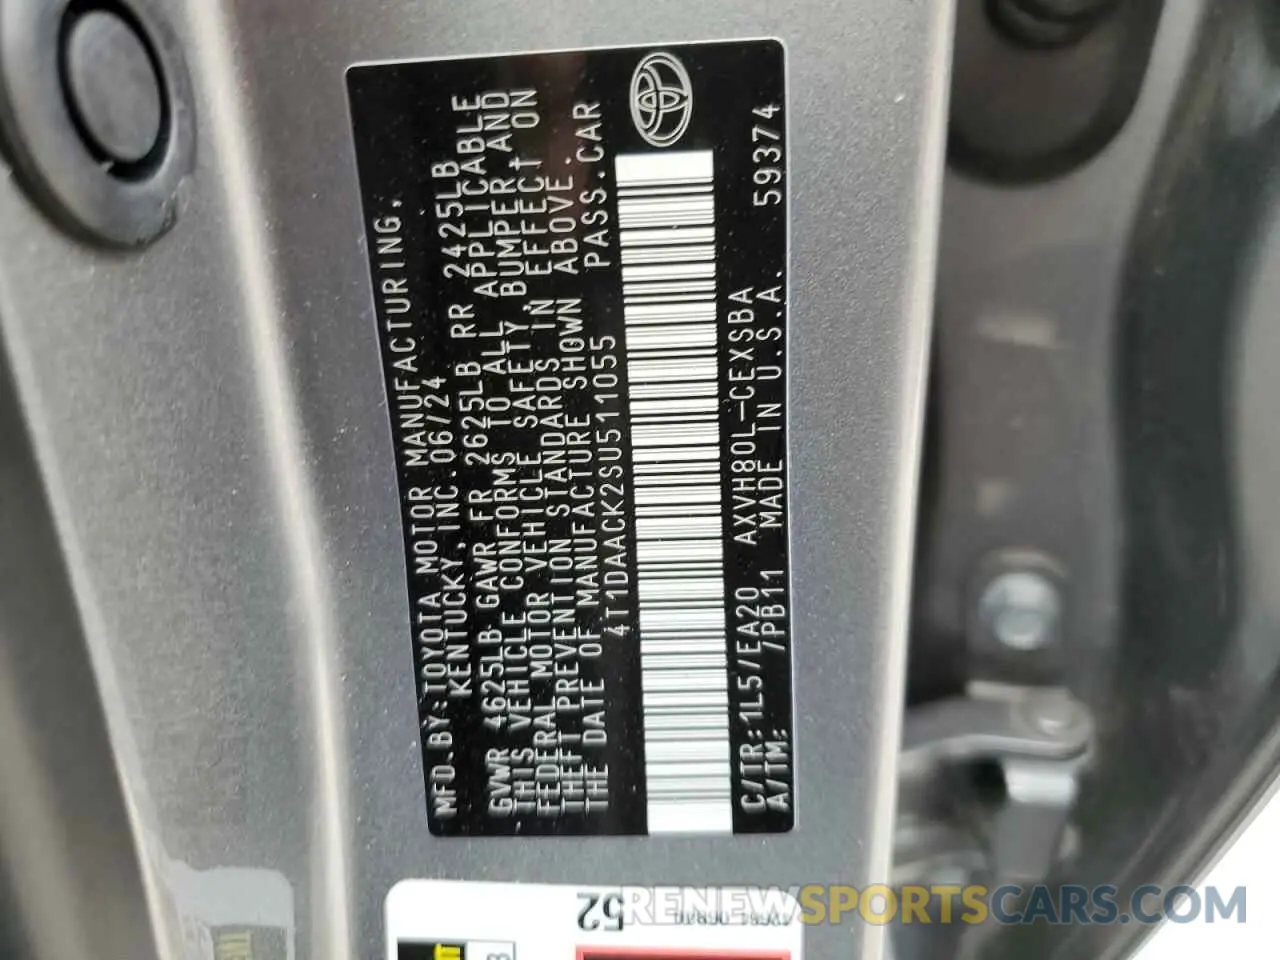 MFD.BY:TOYOTA MOTOR MANUFACTURING,
KENTUCKY,INC.06/24
GVWR 4625LB GAWR FR 2625LB RR 2425LB
THIS VEHICLE CONFORMS TO ALL APPLICABLE
FEDERAL MOTOR VEHICLE SAFETY,BUMPER,AND
THEFT PREVENTION STANDARDS IN EFFECT ON
THE DATE OF MANUFACTURE SHOWN ABOVE.
4T1DAACK2SU511055 PASS.CAR
C/TR:1L5/EA20 AXVH80L-CEXSBA
A/TM: /PB11 MADE IN U.S.A. 59374
52
RENEWSPORTSCARS.COM